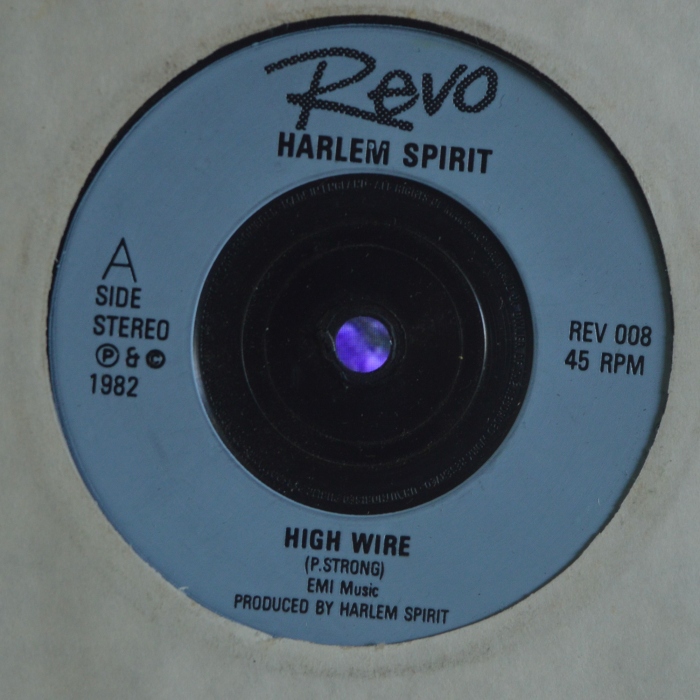 Revo
HARLEM SPIRIT
A
SIDE
STEREO
Ⓟ & ©
1982
REV 008
45 RPM
HIGH WIRE
(P.STRONG)
EMI Music
PRODUCED BY HARLEM SPIRIT